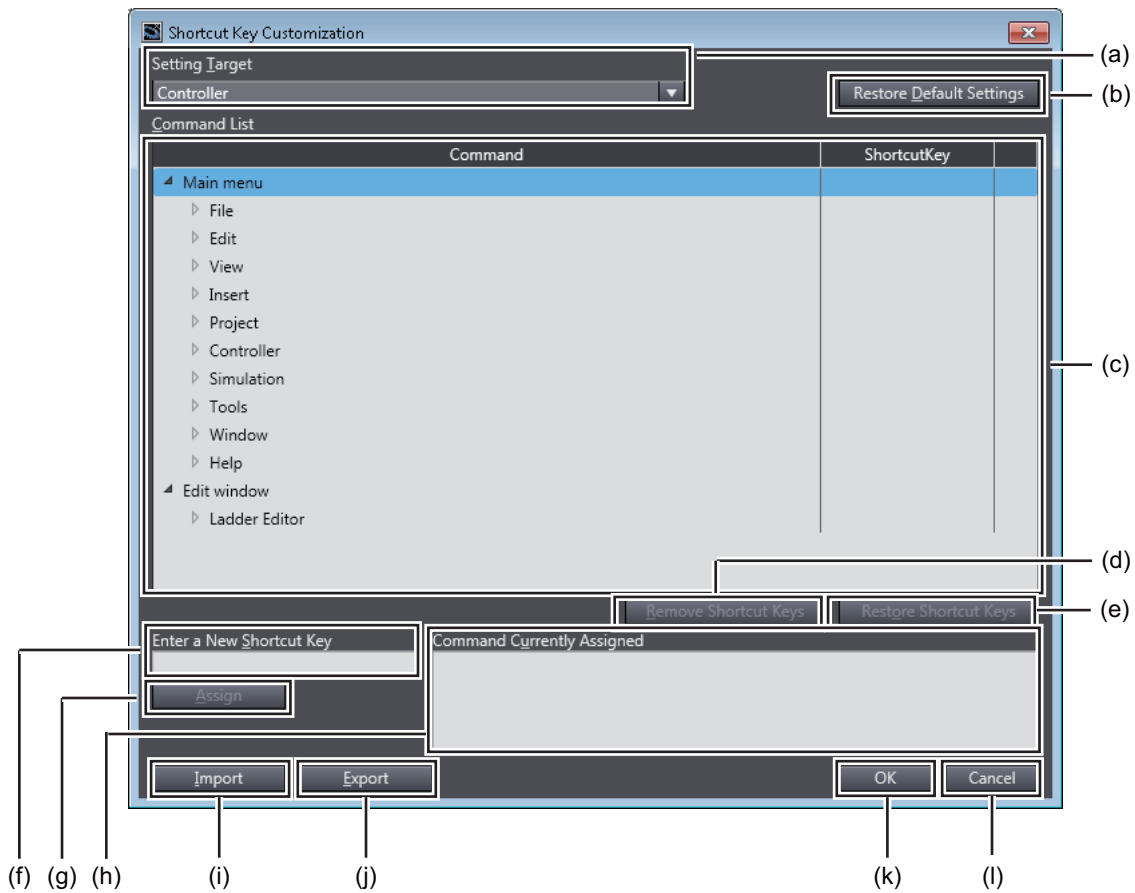 Shortcut Key Customization
Setting Target
(a)
Controller
Restore Default Settings
(b)
Command List
Command ShortcutKey
Main menu
File
Edit
View
Insert
Project
Controller
(c)
Simulation
Tools
Window
Help
Edit window
Ladder Editor
(d)
Remove Shortcut Keys
Restore Shortcut Keys
(e)
Enter a New Shortcut Key
Command Currently Assigned
Assign
Import
Export
OK
Cancel
(f) (g) (h) (i) (j) (k) (l)